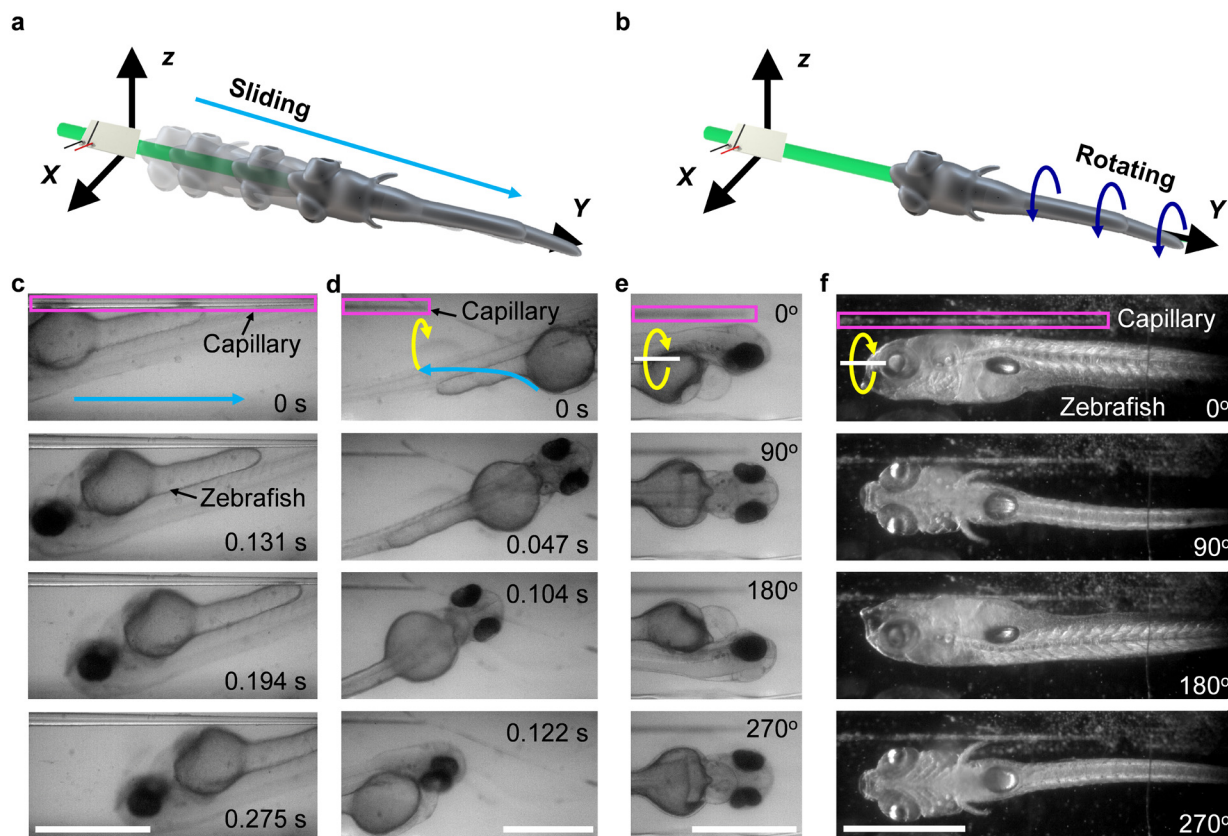 a
z
Sliding
X
Y
b
z
Rotating
X
Y
c
Capillary
0 s
Zebrafish
0.131 s
0.194 s
0.275 s
d
Capillary
0 s
0.047 s
0.104 s
0.122 s
e
0°
90°
180°
270°
f
Capillary
Zebrafish
0°
90°
180°
270°